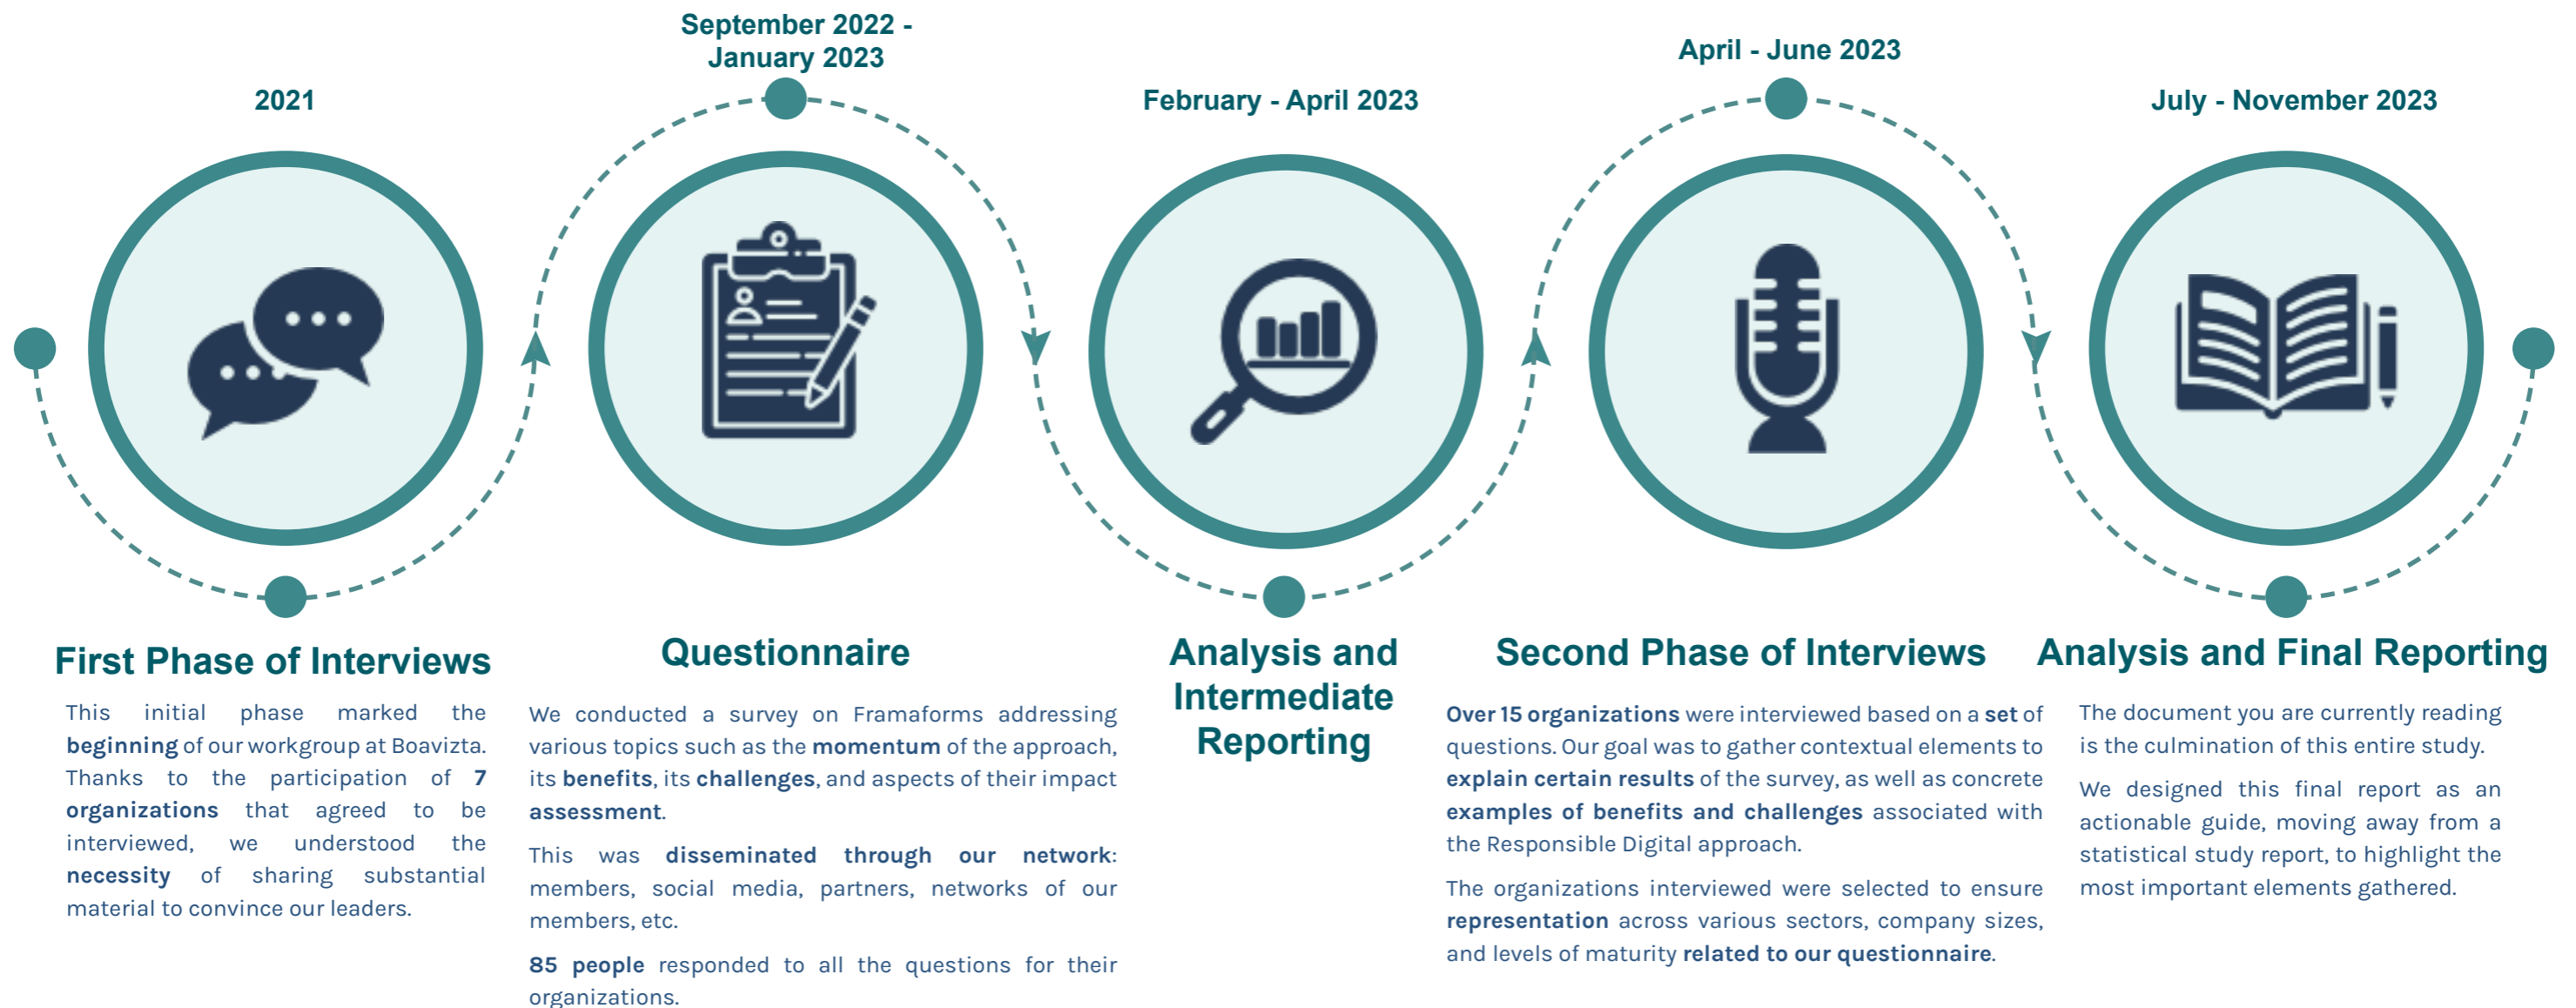 2021
First Phase of Interviews
This initial phase marked the
beginning of our workgroup at Boavizta.
Thanks to the participation of 7
organizations that agreed to be
interviewed, we understood the
necessity of sharing substantial
material to convince our leaders.
September 2022 -
January 2023
Questionnaire
We conducted a survey on Framaforms addressing
various topics such as the momentum of the approach,
its benefits, its challenges, and aspects of their impact
assessment.
This was disseminated through our network:
members, social media, partners, networks of our
members, etc.
85 people responded to all the questions for their
organizations.
February - April 2023
Analysis and
Intermediate
Reporting
April - June 2023
Second Phase of Interviews
Over 15 organizations were interviewed based on a set of
questions. Our goal was to gather contextual elements to
explain certain results of the survey, as well as concrete
examples of benefits and challenges associated with
the Responsible Digital approach.
The organizations interviewed were selected to ensure
representation across various sectors, company sizes,
and levels of maturity related to our questionnaire.
July - November 2023
Analysis and Final Reporting
The document you are currently reading
is the culmination of this entire study.
We designed this final report as an
actionable guide, moving away from a
statistical study report, to highlight the
most important elements gathered.